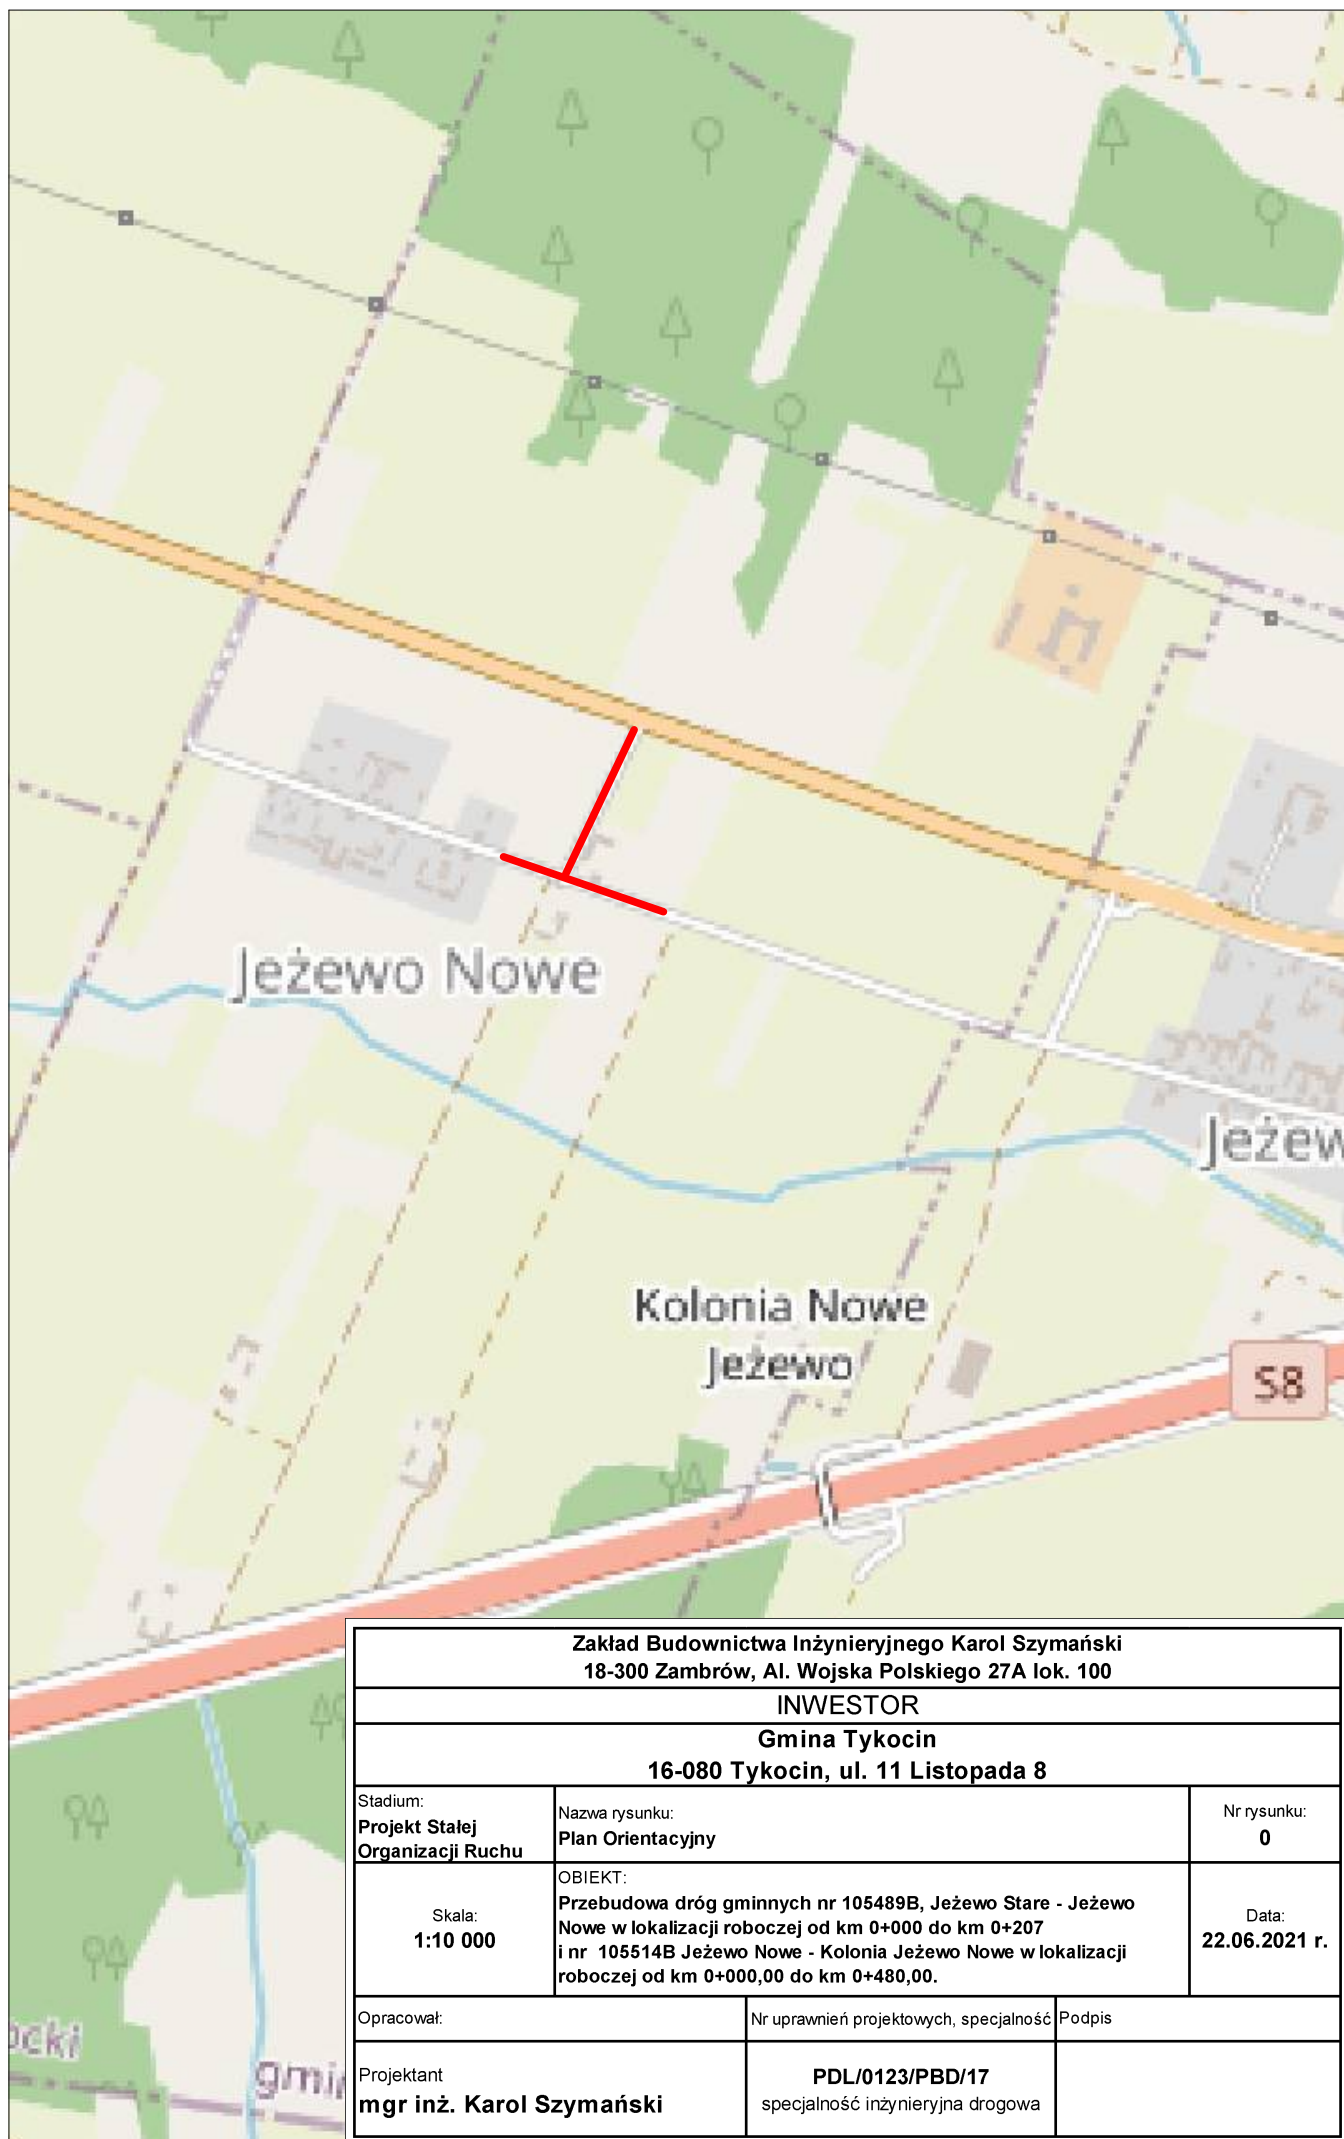 Jeżewo Nowe
Jeżew
Kolonia Nowe
Jeżewo
S8
ocki
gmin
Zakład Budownictwa Inżynieryjnego Karol Szymański
18-300 Zambrów, Al. Wojska Polskiego 27A lok. 100
INWESTOR
Gmina Tykocin
16-080 Tykocin, ul. 11 Listopada 8
Stadium:
Projekt Stałej
Organizacji Ruchu
Nazwa rysunku:
Plan Orientacyjny
Nr rysunku:
0
Skala:
1:10 000
OBIEKT:
Przebudowa dróg gminnych nr 105489B, Jeżewo Stare - Jeżewo
Nowe w lokalizacji roboczej od km 0+000 do km 0+207
i nr 105514B Jeżewo Nowe - Kolonia Jeżewo Nowe w lokalizacji
roboczej od km 0+000,00 do km 0+480,00.
Data:
22.06.2021 r.
Opracował:
Nr uprawnień projektowych, specjalność
Podpis
Projektant
mgr inż. Karol Szymański
PDL/0123/PBD/17
specjalność inżynieryjna drogowa